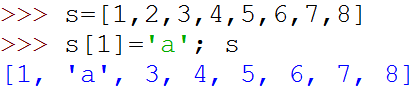 >>> s=[1,2,3,4,5,6,7,8]
>>> s[1]='a'; s
[1, 'a', 3, 4, 5, 6, 7, 8]